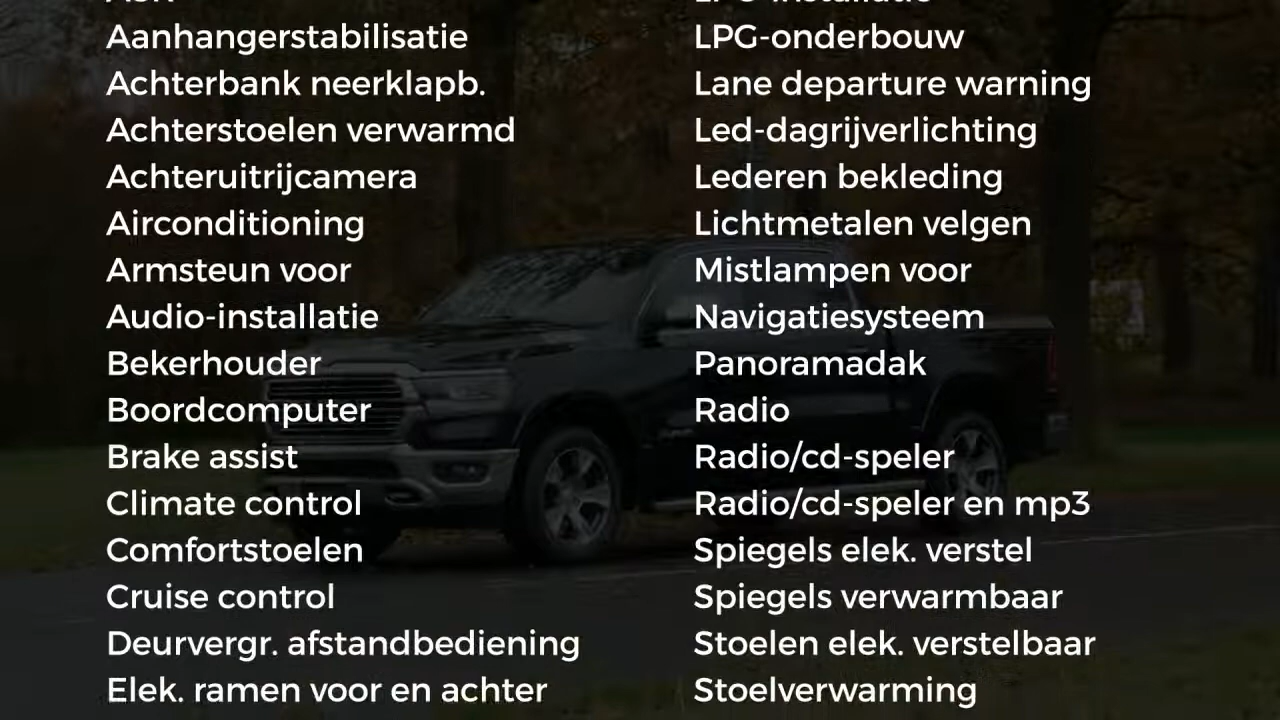 Aanhangerstabilisatie
Achterbank neerklapb.
Achterstoelen verwarmd
Achteruitrijcamera
Airconditioning
Armsteun voor
Audio-installatie
Bekerhouder
Boordcomputer
Brake assist
Climate control
Comfortstoelen
Cruise control
Deurvergr. afstandbediening
Elek. ramen voor en achter
LPG-onderbouw
Lane departure warning
Led-dagrijverlichting
Lederen bekleding
Lichtmetalen velgen
Mistlampen voor
Navigatiesysteem
Panoramadak
Radio
Radio/cd-speler
Radio/cd-speler en mp3
Spiegels elek. verstel
Spiegels verwarmbaar
Stoelen elek. verstelbaar
Stoelverwarming